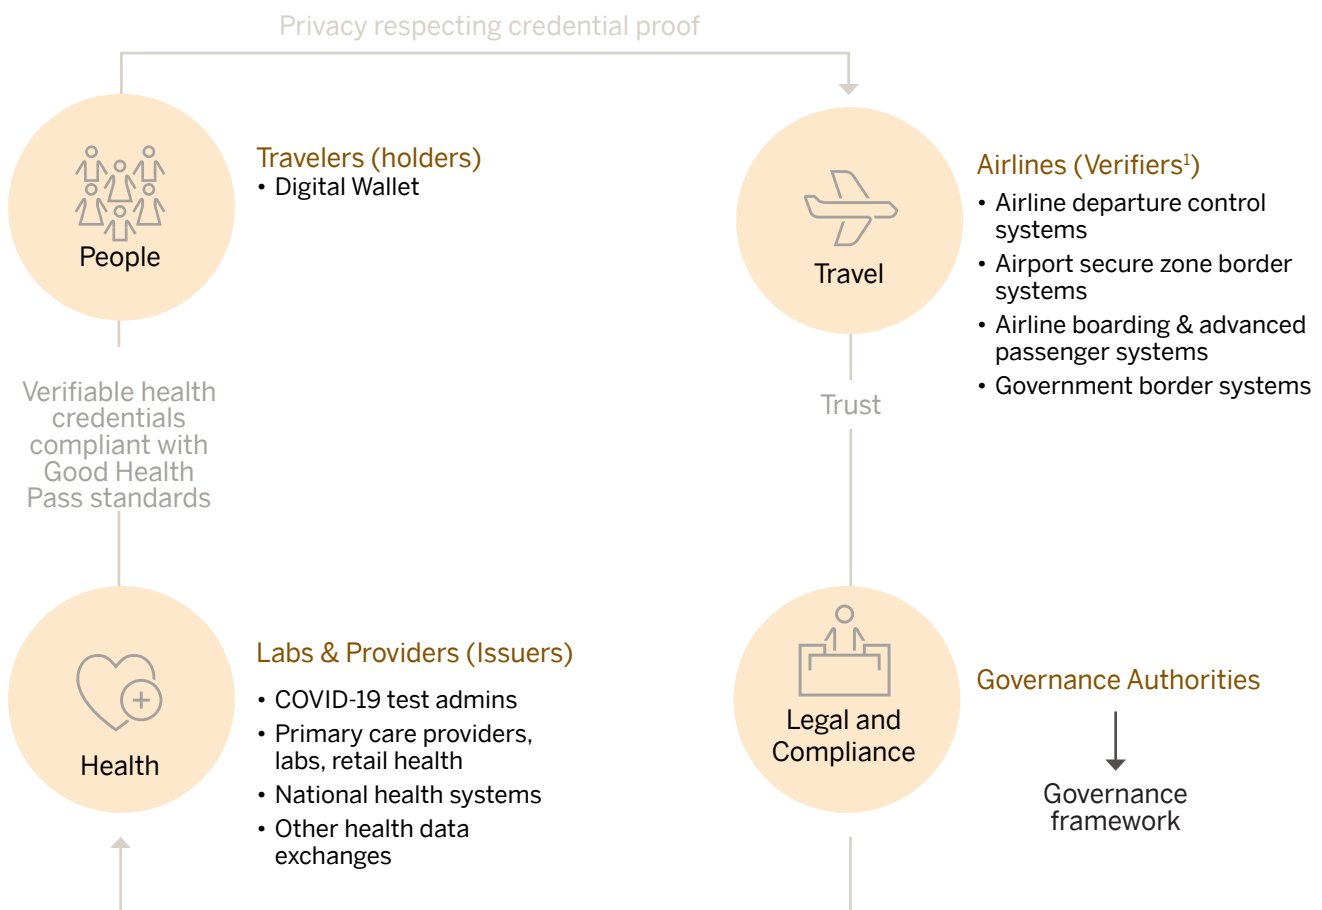 Privacy respecting credential proof
People
Travelers (holders)
• Digital Wallet
Travel
Airlines (Verifiers¹)
• Airline departure control
systems
• Airport secure zone border
systems
• Airline boarding & advanced
passenger systems
• Government border systems
Verifiable health
credentials
compliant with
Good Health
Pass standards
Trust
Health
Labs & Providers (Issuers)
• COVID-19 test admins
• Primary care providers,
labs, retail health
• National health systems
• Other health data
exchanges
Legal and
Compliance
Governance Authorities
Governance
framework